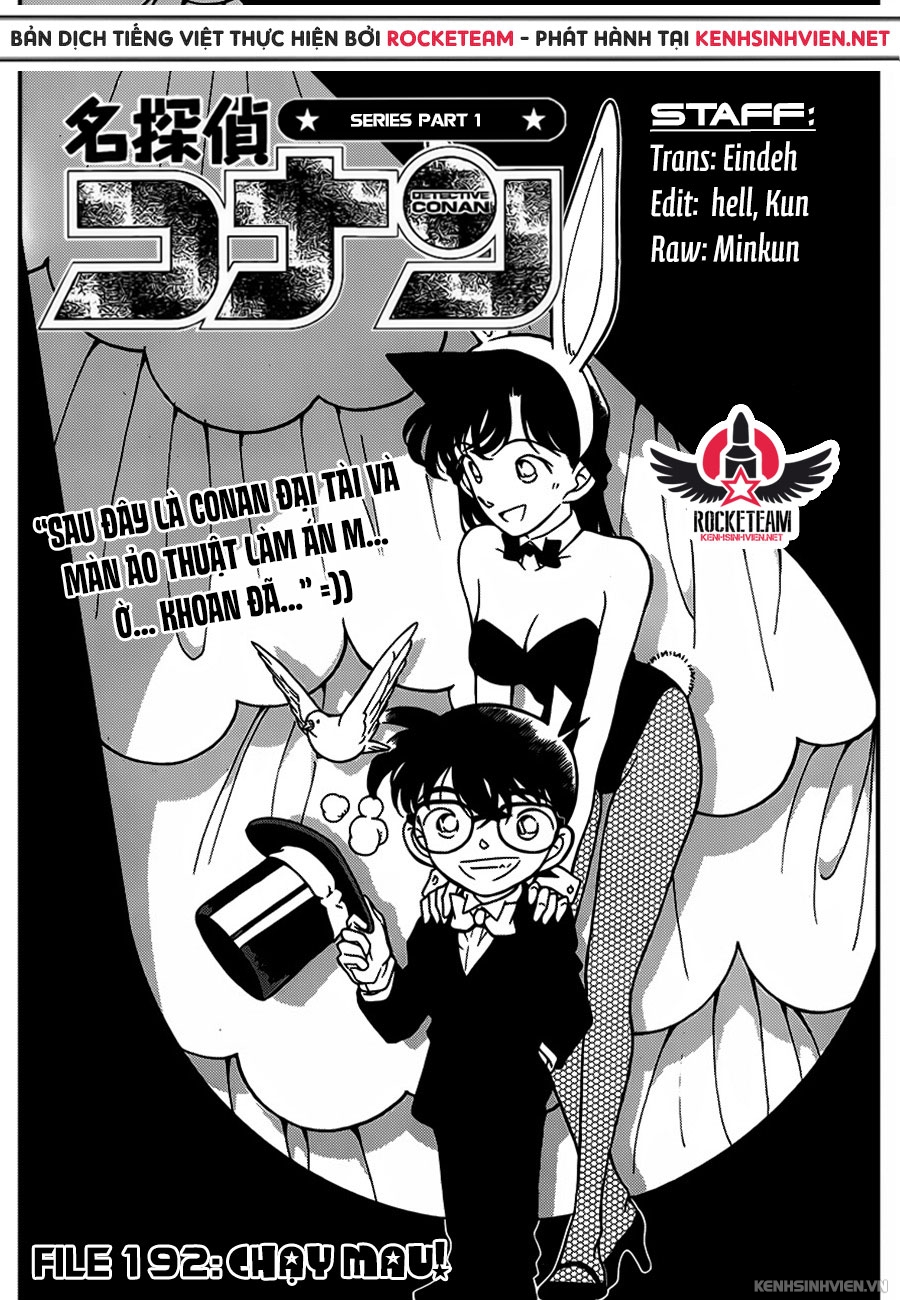 BẢN DỊCH TIẾNG VIỆT THỰC HIỆN BỞI ROCKETEAM - PHÁT HÀNH TẠI KENHSINHVIEN.NET
名探偵
SERIES PART 1
コナン
DETECTIVE
CONAN
STAFF:
Trans: Eindeh
Edit: hell, Kun
Raw: Minkun
ROCKETEAM
KENHSINHVIEN.NET
“SAU ĐÂY LÀ CONAN ĐẠI TÀI VÀ
MÀN ẢO THUẬT LÀM ÁN M...
Ờ... KHOAN ĐÃ...” =))
FILE 192: CHẠY MAU!
KENHSINHVIEN.VN